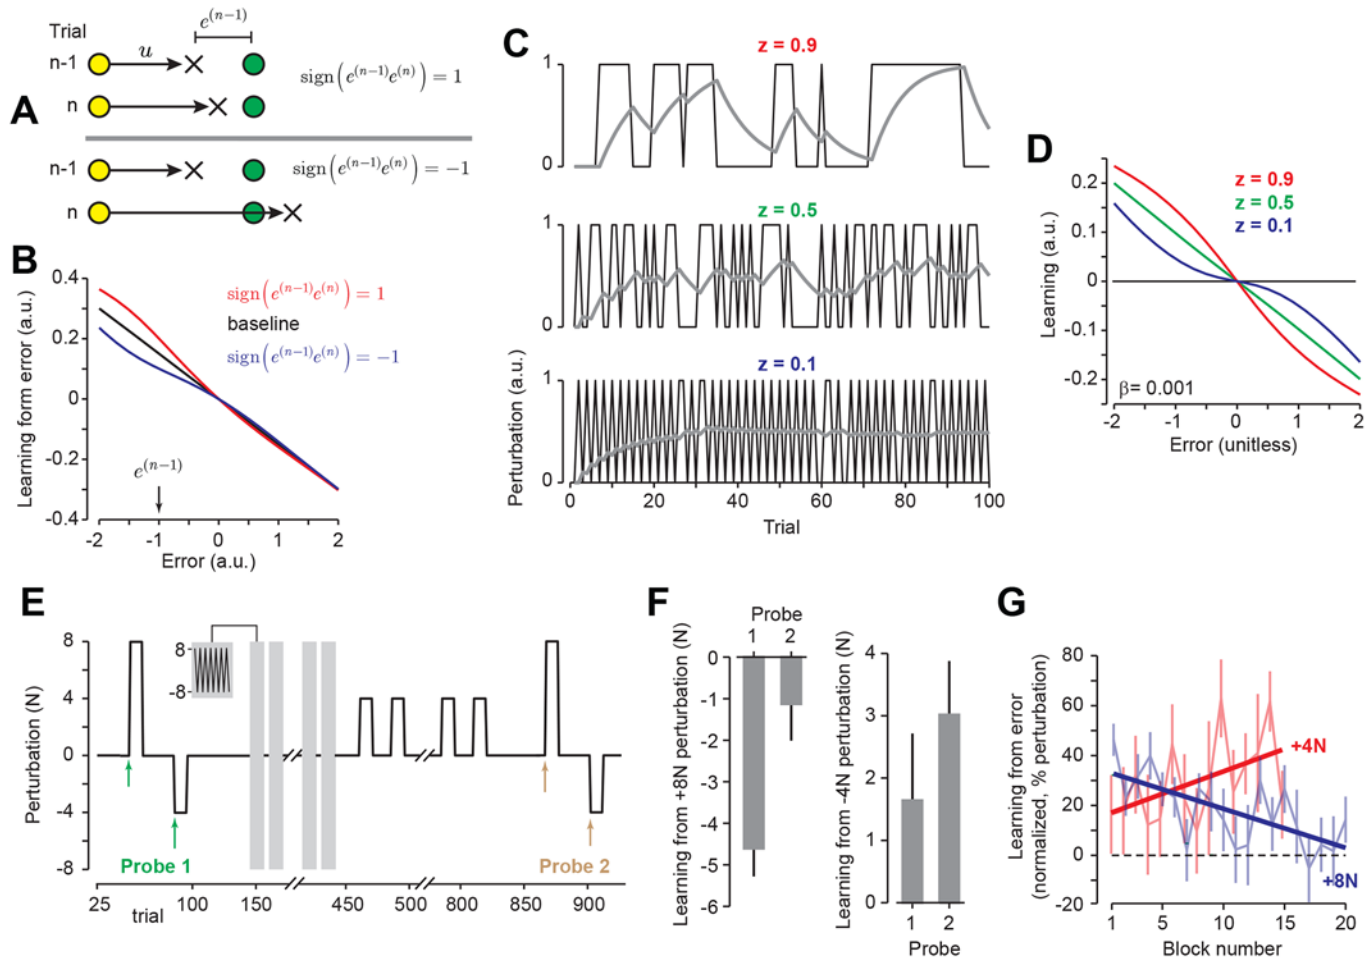 A
Trial
n-1
u
e^(n-1)
sign(e^(n-1)e^(n)) = 1
n
n-1
sign(e^(n-1)e^(n)) = -1
n
B
Learning form error (a.u.)
0.4
0.2
0
-0.2
-0.4
sign(e^(n-1)e^(n)) = 1
baseline
sign(e^(n-1)e^(n)) = -1
e^(n-1)
-2 -1 0 1 2
Error (a.u.)
C
z = 0.9
1
1
z = 0.5
1
0
z = 0.1
1
0
Perturbation (a.u.)
0 20 40 60 80 100
Trial
D
Learning (a.u.)
0.2
0.1
0
-0.1
-0.2
z = 0.9
z = 0.5
z = 0.1
β= 0.001
-2 -1 0 1 2
Error (unitless)
E
Perturbation (N)
8
4
0
-4
-8
8
-8
Probe 1
Probe 2
25 100 150 450 500 800 850 900
trial
F
Probe
1 2
Learning from +8N perturbation (N)
0
-1
-2
-3
-4
-5
-6
Learning from -4N perturbation (N)
4
3
2
1
0
1 2
Probe
G
Learning from error
(normalized, % perturbation)
80
60
40
20
0
-20
+4N
+8N
1 5 10 15 20
Block number